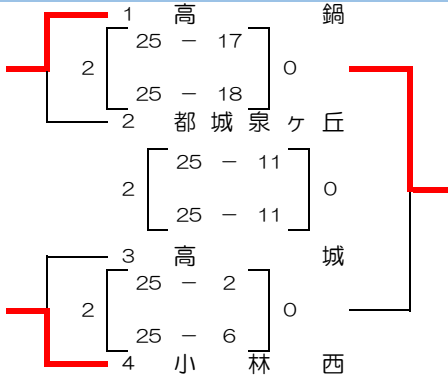 1 高 鍋
25 － 17
2 0
25 － 18
2 都 城 泉 ヶ 丘
25 － 11
2 0
25 － 11
3 高 城
25 － 2
2 0
25 － 6
4 小 林 西